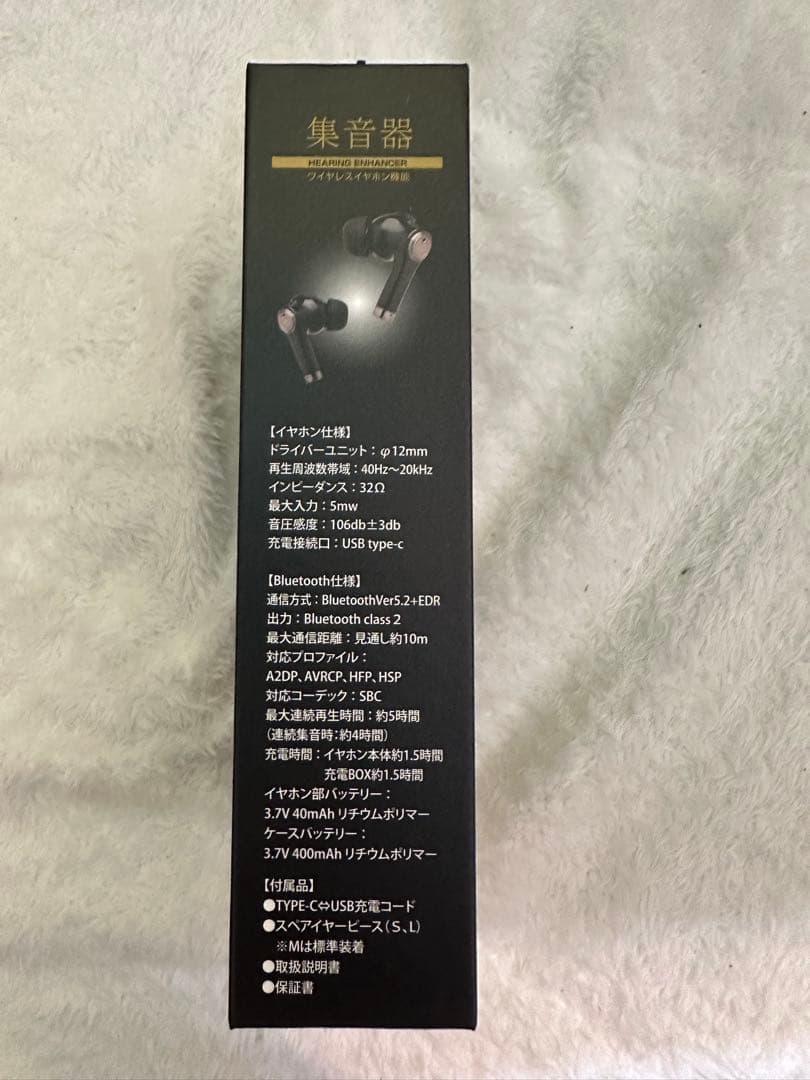 集音器
HEARING ENHANCER
ワイヤレスイヤホン機能
【イヤホン仕様】
ドライバーユニット：φ12mm
再生周波数帯域：40Hz～20kHz
インピーダンス：32Ω
最大入力：5mw
音圧感度：106db±3db
充電接続口：USB type-c
【Bluetooth仕様】
通信方式：BluetoothVer5.2+EDR
出力：Bluetooth class 2
最大通信距離：見通し約10m
対応プロファイル：
A2DP、AVRCP、HFP、HSP
対応コーデック：SBC
最大連続再生時間：約5時間
（連続集音時：約4時間）
充電時間：イヤホン本体約1.5時間
充電BOX約1.5時間
イヤホン部バッテリー：
3.7V 40mAh リチウムポリマー
ケースバッテリー：
3.7V 400mAh リチウムポリマー
【付属品】
●TYPE-C⇔USB充電コード
●スペアイヤーピース（S、L）
※Mは標準装着
●取扱説明書
●保証書